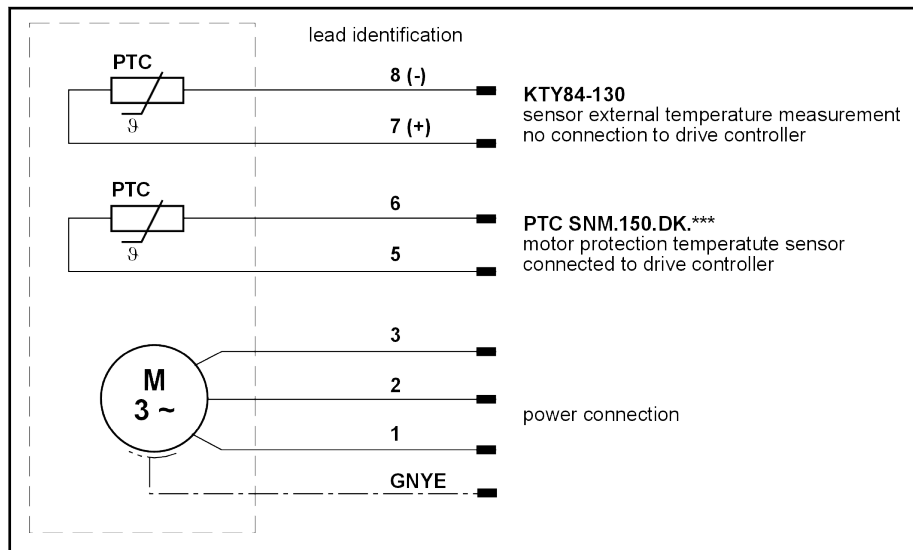 lead identification
PTC
ϑ
8 (-)
7 (+)
KTY84-130
sensor external temperature measurement
no connection to drive controller
PTC
ϑ
6
5
PTC SNM.150.DK.***
motor protection temperatute sensor
connected to drive controller
M
3 ~
3
2
1
GNYE
power connection